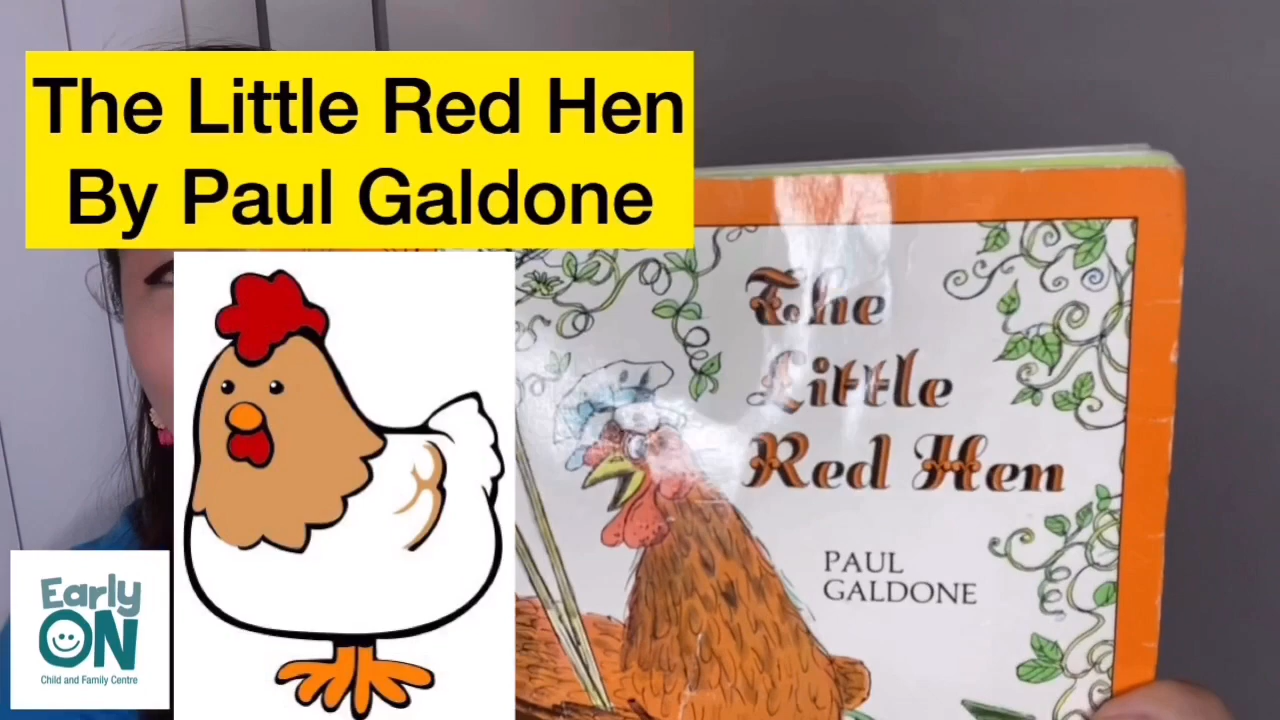 The Little Red Hen
By Paul Galdone
The
Little
Red Hen
PAUL
GALDONE
Early
ON
Child and Family Centre